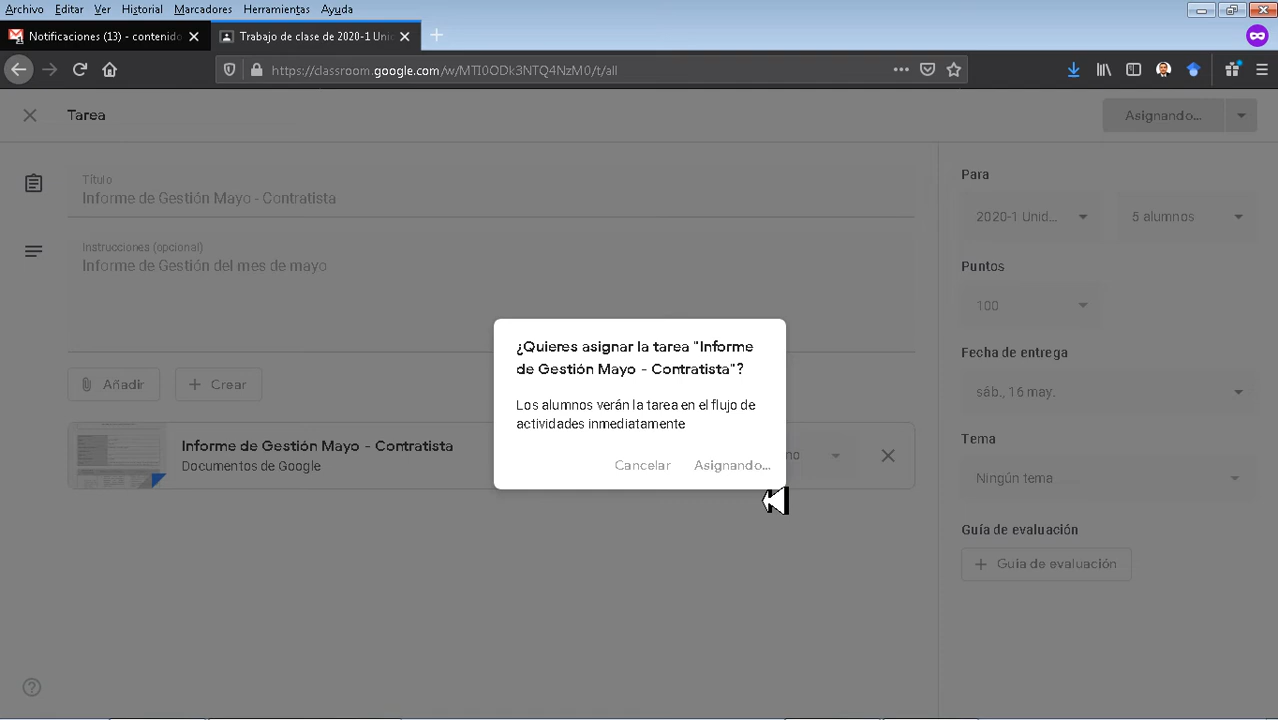 Archivo Editar Ver Historial Marcadores Herramientas Ayuda
Notificaciones (13) - contenido
Trabajo de clase de 2020-1 Uni
https://classroom.google.com/w/MTI0ODk3NTQ4NzM0/t/all
Tarea
Asignando...
Título
Informe de Gestión Mayo - Contratista
Instrucciones (opcional)
Informe de Gestión del mes de mayo
Añadir
Crear
Informe de Gestión Mayo - Contratista
Documentos de Google
¿Quieres asignar la tarea "Informe
de Gestión Mayo - Contratista"?
Los alumnos verán la tarea en el flujo de
actividades inmediatamente
Cancelar Asignando...
Para
2020-1 Unid... 5 alumnos
Puntos
100
Fecha de entrega
sáb., 16 may.
Tema
Ningún tema
Guía de evaluación
Guía de evaluación